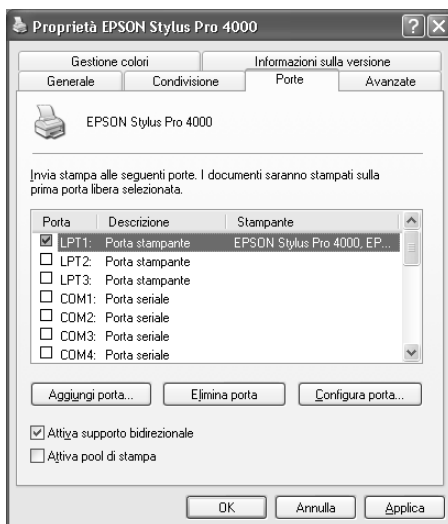 Proprietà EPSON Stylus Pro 4000
Gestione colori Informazioni sulla versione
Generale Condivisione Porte Avanzate
EPSON Stylus Pro 4000
Invia stampa alle seguenti porte. I documenti saranno stampati sulla
prima porta libera selezionata.
Porta Descrizione Stampante
LPT1: Porta stampante EPSON Stylus Pro 4000, EP...
LPT2: Porta stampante
LPT3: Porta stampante
COM1: Porta seriale
COM2: Porta seriale
COM3: Porta seriale
COM4: Porta seriale
Aggiungi porta... Elimina porta Configura porta...
Attiva supporto bidirezionale
Attiva pool di stampa
OK Annulla Applica